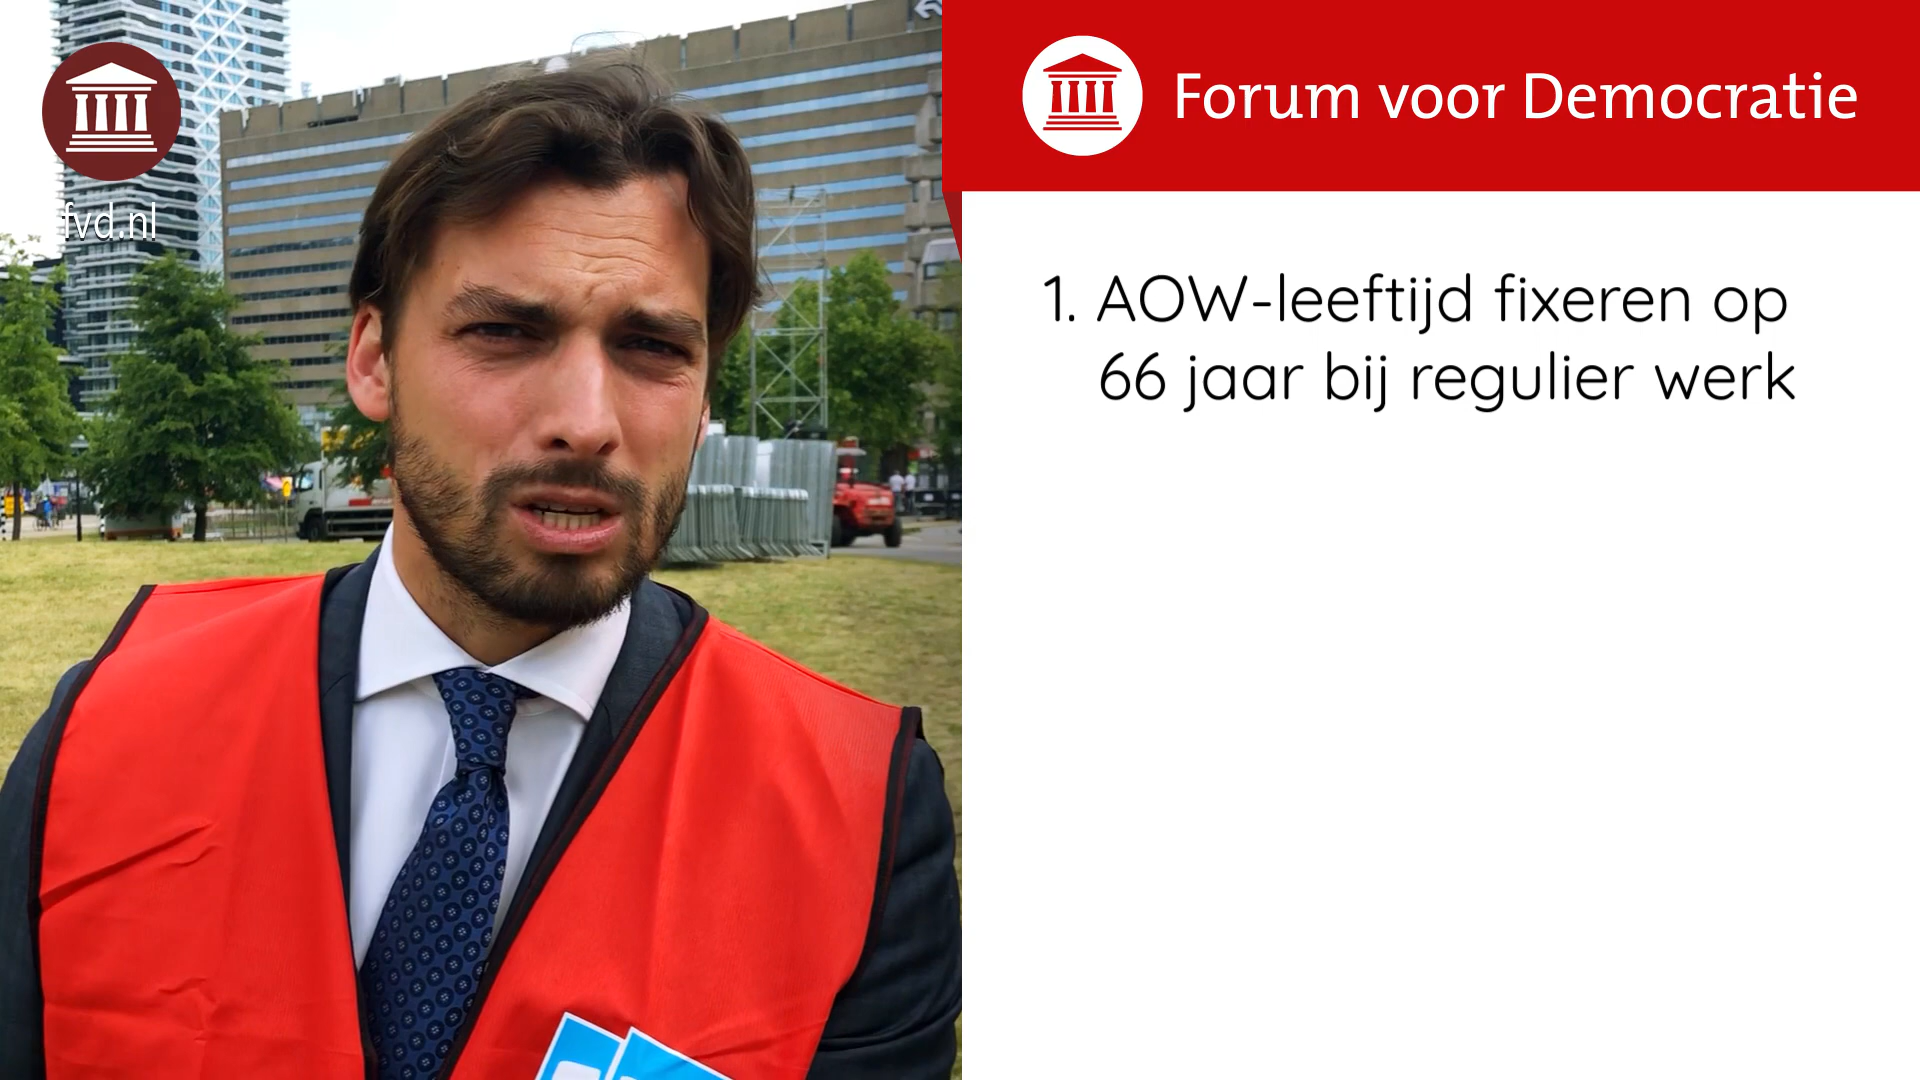 fvd.nl
Forum voor Democratie
1. AOW-leeftijd fixeren op
66 jaar bij regulier werk